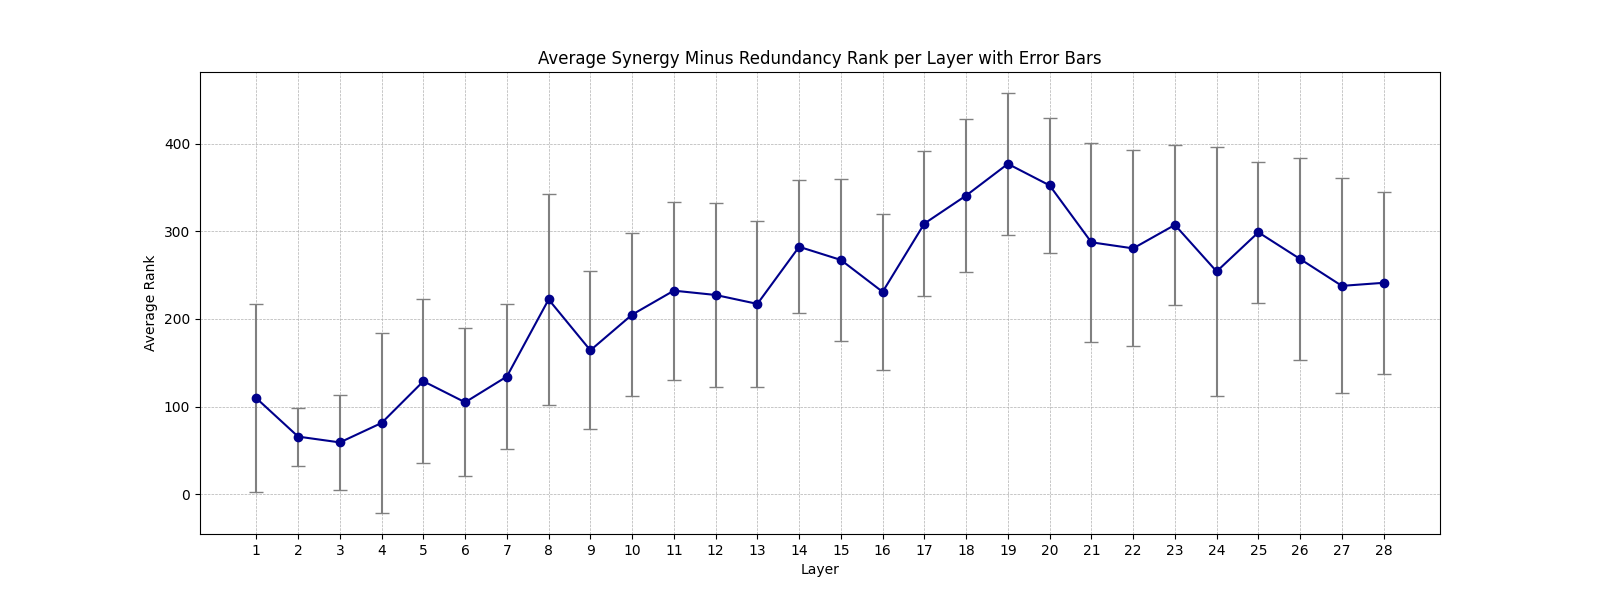 Average Synergy Minus Redundancy Rank per Layer with Error Bars
Average Rank
400
300
200
100
0
1 2 3 4 5 6 7 8 9 10 11 12 13 14 15 16 17 18 19 20 21 22 23 24 25 26 27 28
Layer